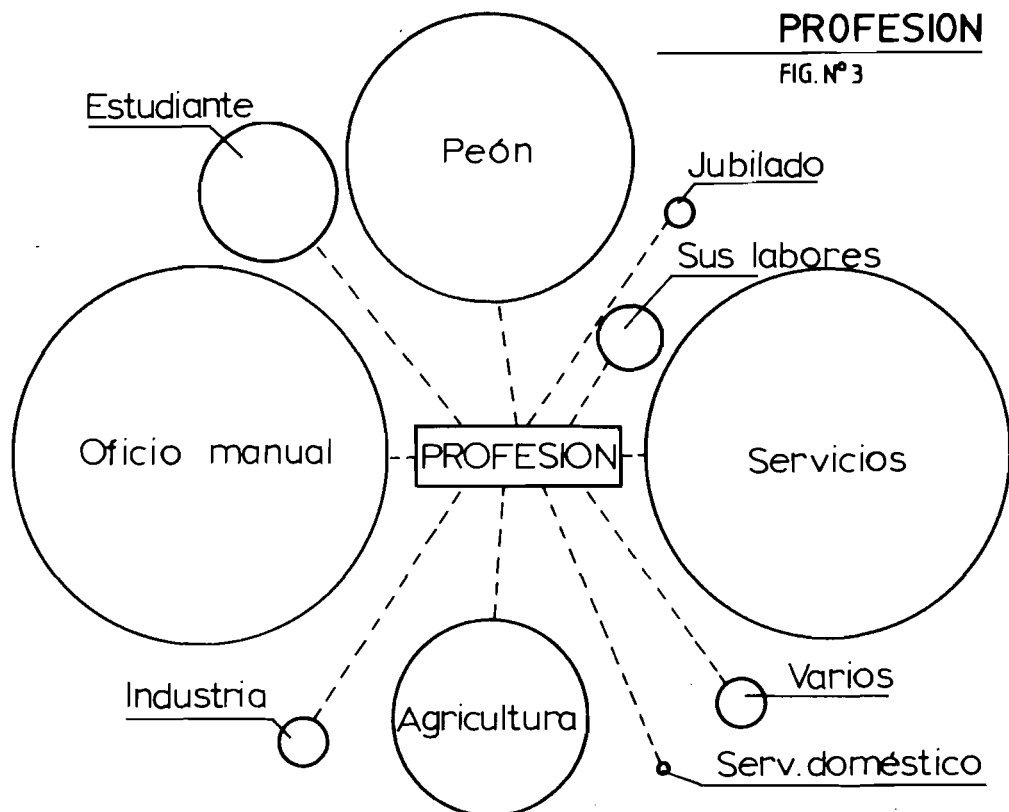 PROFESION
FIG. Nº 3
Estudiante
Peón
Jubilado
Sus labores
Oficio manual
PROFESION
Servicios
Industria
Agricultura
Varios
Serv. doméstico